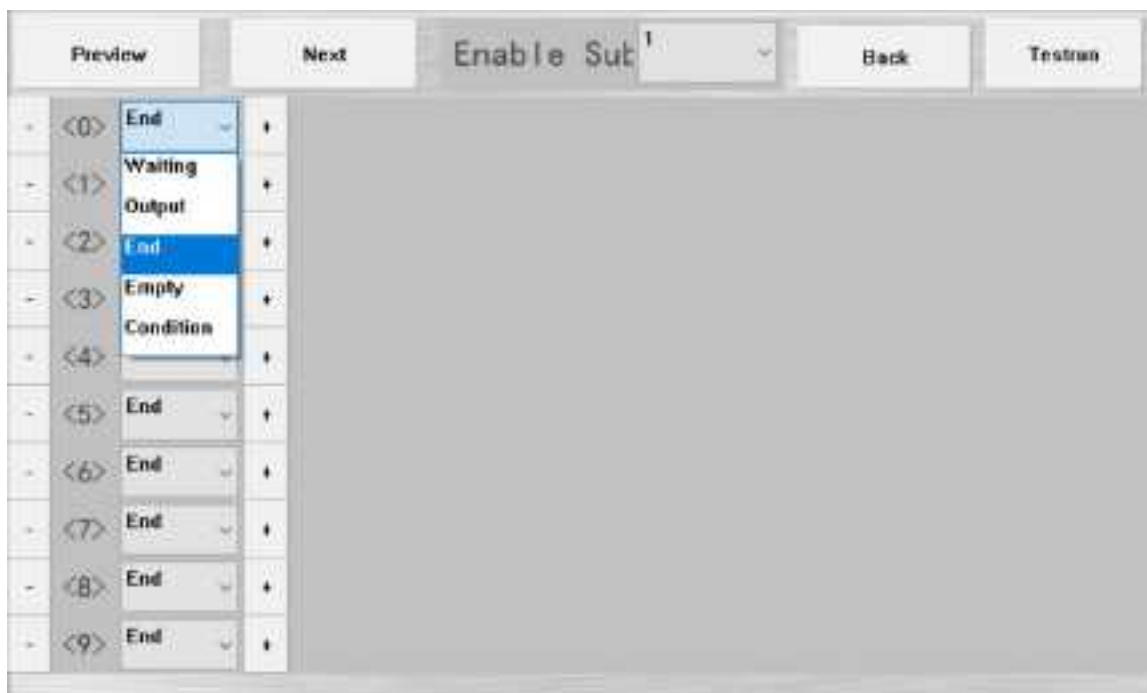 Preview Next Enable Sub 1 Back Testrun
- <0> End +
Waiting
- <1> +
Output
- <2> End +
Empty
- <3> +
Condition
- <4> +
- <5> End +
- <6> End +
- <7> End +
- <8> End +
- <9> End +